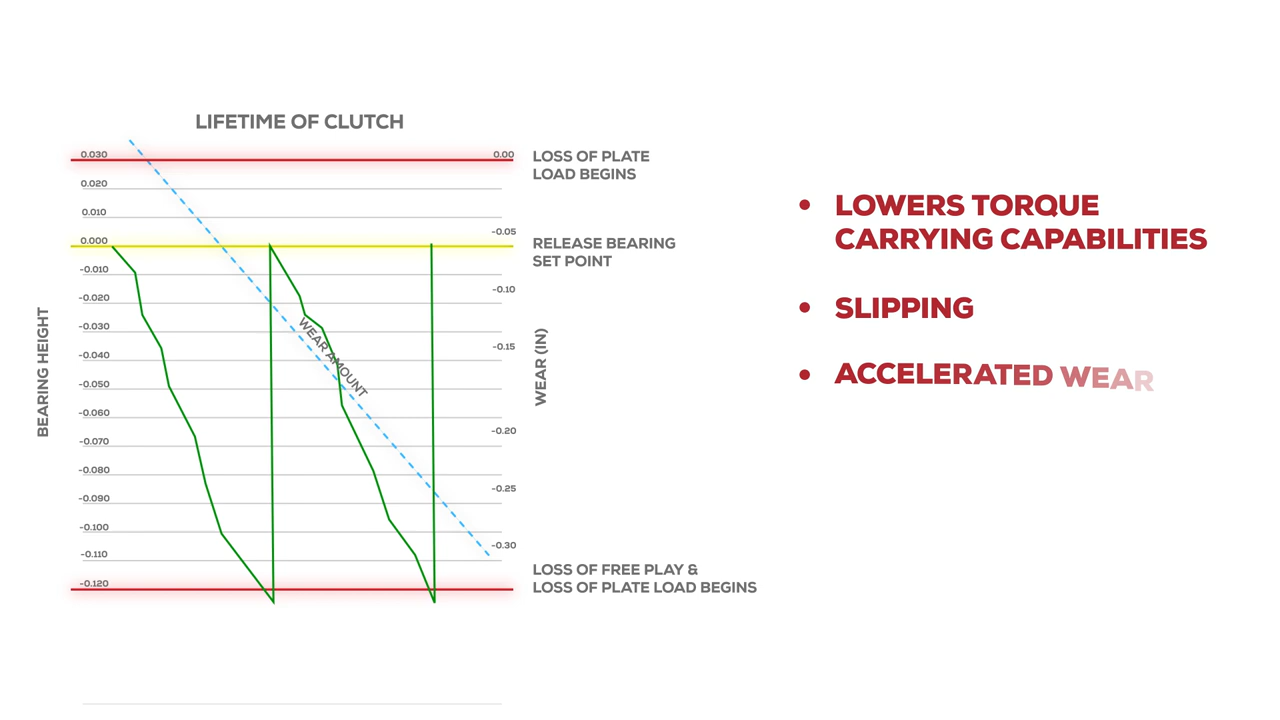 LIFETIME OF CLUTCH
0.030
0.020
0.010
0.000
-0.010
-0.020
-0.030
-0.040
-0.050
-0.060
-0.070
-0.080
-0.090
-0.100
-0.110
-0.120
BEARING HEIGHT
WEAR AMOUNT
0.00
-0.05
-0.10
-0.15
-0.20
-0.25
-0.30
WEAR (IN)
LOSS OF PLATE
LOAD BEGINS
RELEASE BEARING
SET POINT
LOSS OF FREE PLAY &
LOSS OF PLATE LOAD BEGINS
• LOWERS TORQUE
CARRYING CAPABILITIES
• SLIPPING
• ACCELERATED WEAR